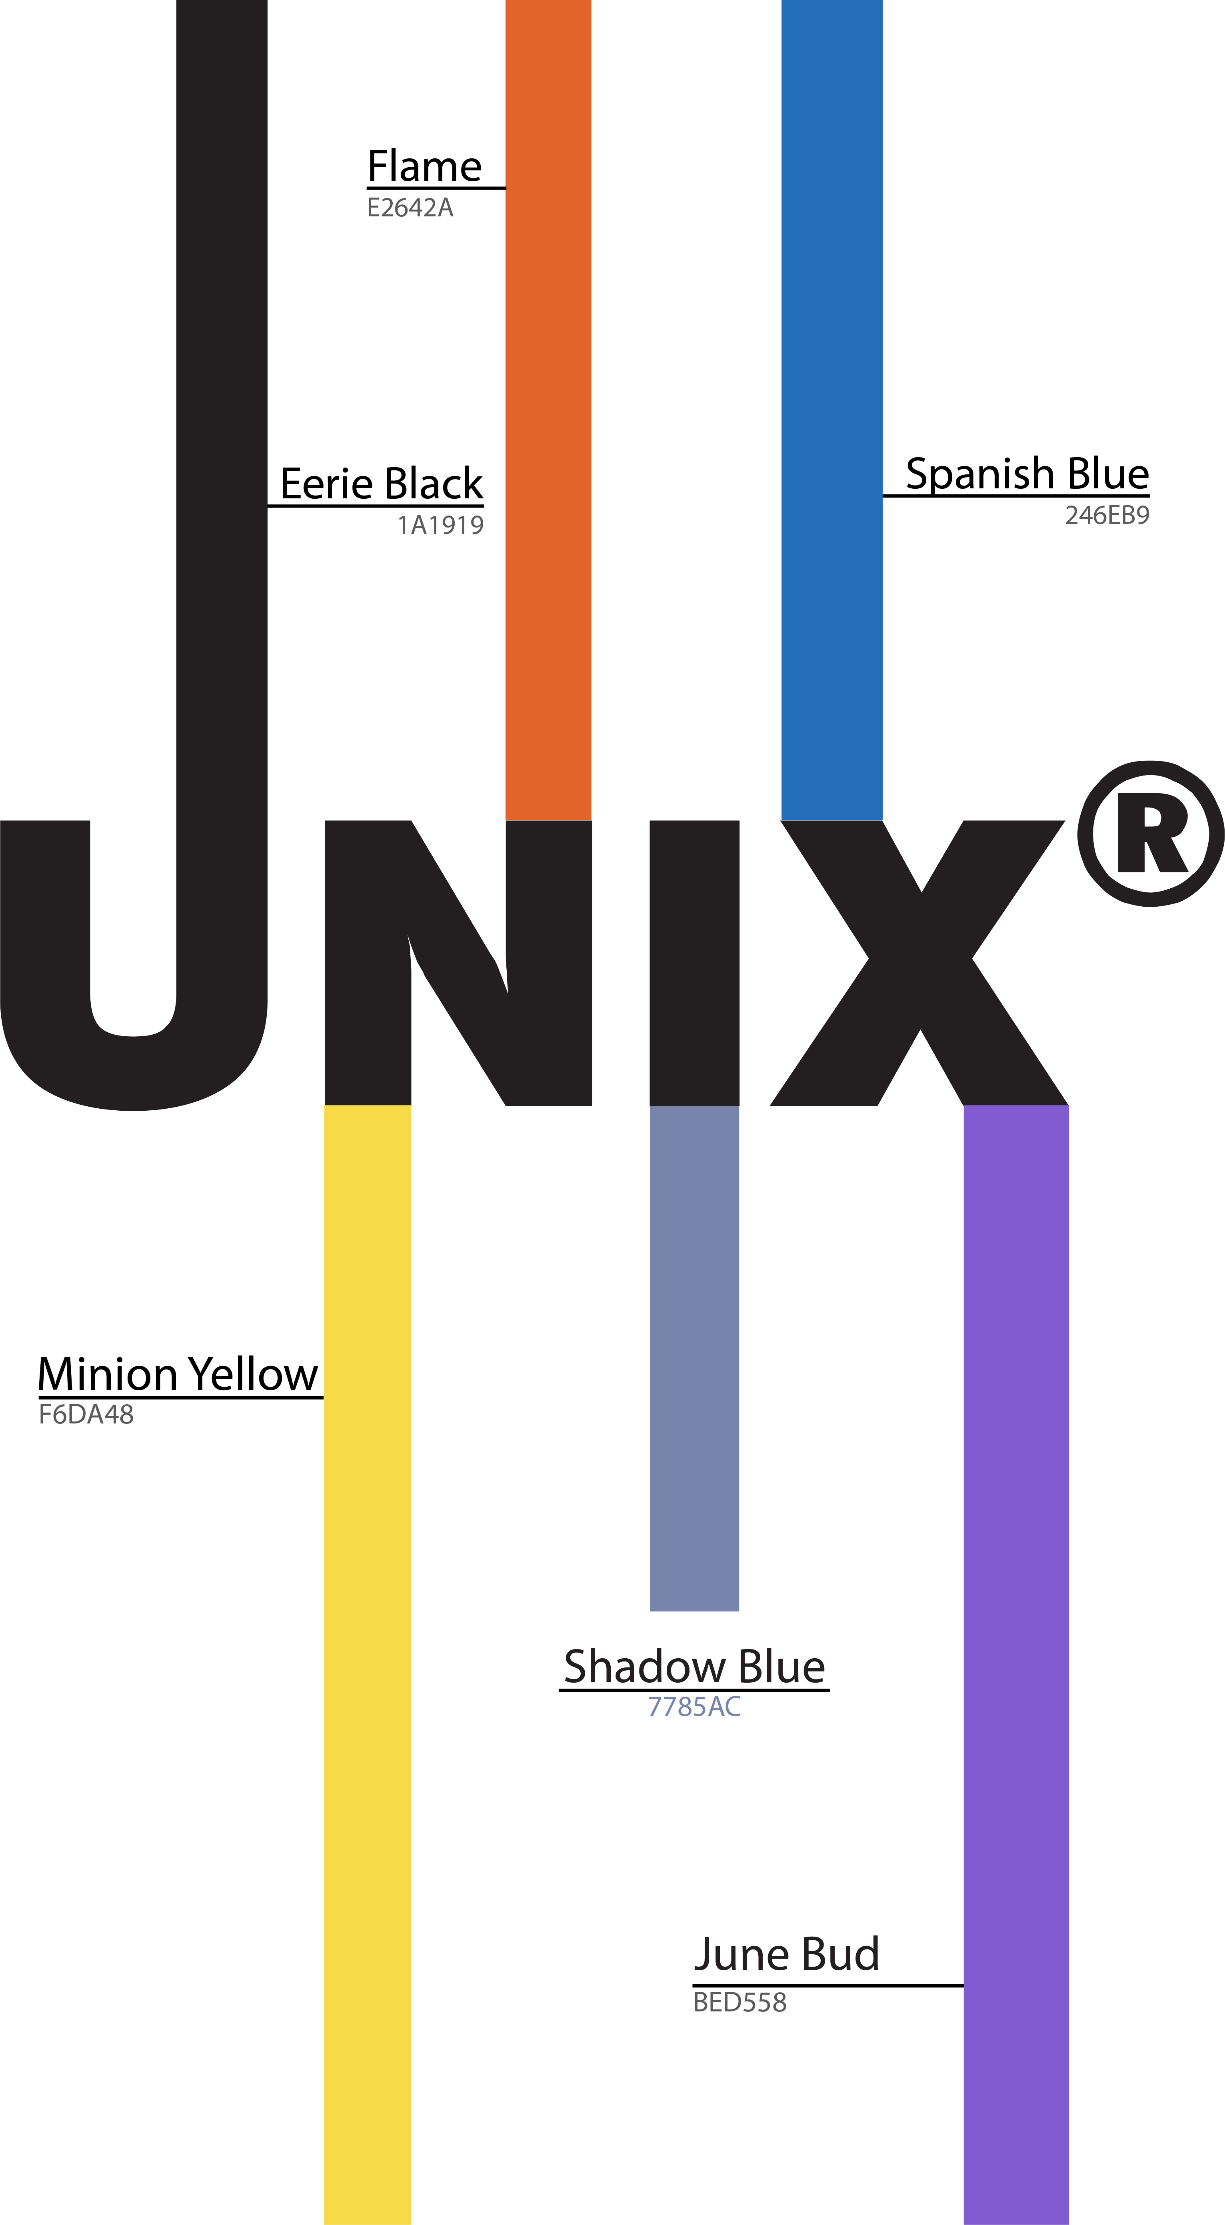 Flame
E2642A
Spanish Blue
246EB9
Eerie Black
1A1919
UNIX®
Minion Yellow
F6DA48
Shadow Blue
7785AC
June Bud
BED558